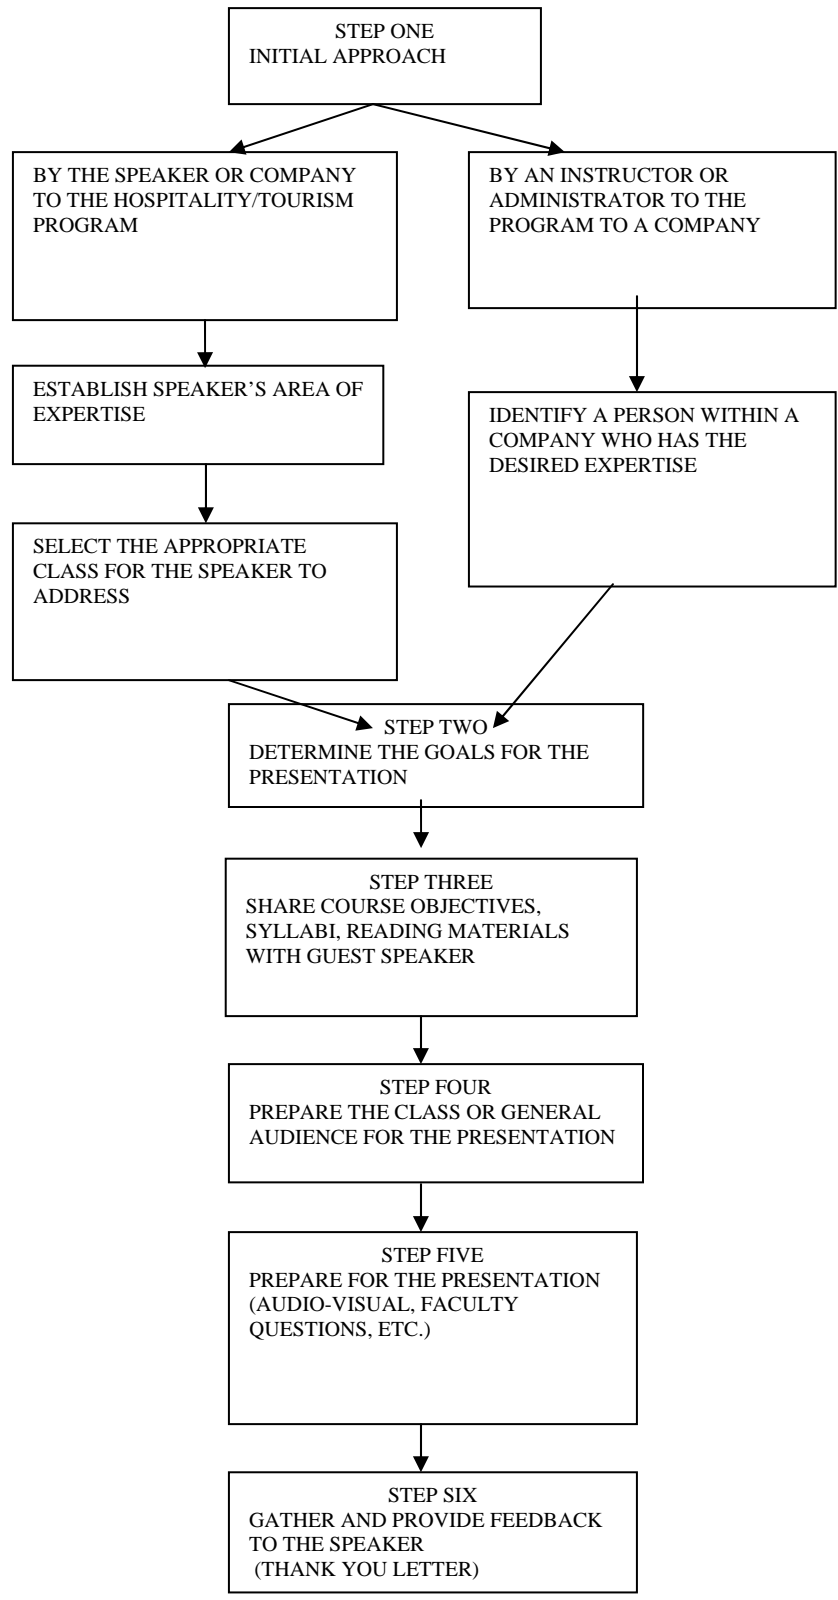 STEP ONE
INITIAL APPROACH
BY THE SPEAKER OR COMPANY
TO THE HOSPITALITY/TOURISM
PROGRAM
BY AN INSTRUCTOR OR
ADMINISTRATOR TO THE
PROGRAM TO A COMPANY
ESTABLISH SPEAKER’S AREA OF
EXPERTISE
IDENTIFY A PERSON WITHIN A
COMPANY WHO HAS THE
DESIRED EXPERTISE
SELECT THE APPROPRIATE
CLASS FOR THE SPEAKER TO
ADDRESS
STEP TWO
DETERMINE THE GOALS FOR THE
PRESENTATION
STEP THREE
SHARE COURSE OBJECTIVES,
SYLLABI, READING MATERIALS
WITH GUEST SPEAKER
STEP FOUR
PREPARE THE CLASS OR GENERAL
AUDIENCE FOR THE PRESENTATION
STEP FIVE
PREPARE FOR THE PRESENTATION
(AUDIO-VISUAL, FACULTY
QUESTIONS, ETC.)
STEP SIX
GATHER AND PROVIDE FEEDBACK
TO THE SPEAKER
(THANK YOU LETTER)